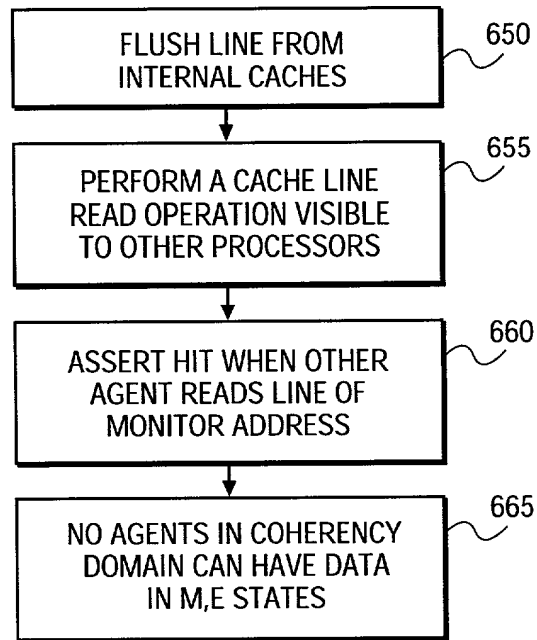 FLUSH LINE FROM
INTERNAL CACHES
650
PERFORM A CACHE LINE
READ OPERATION VISIBLE
TO OTHER PROCESSORS
655
ASSERT HIT WHEN OTHER
AGENT READS LINE OF
MONITOR ADDRESS
660
NO AGENTS IN COHERENCY
DOMAIN CAN HAVE DATA
IN M,E STATES
665